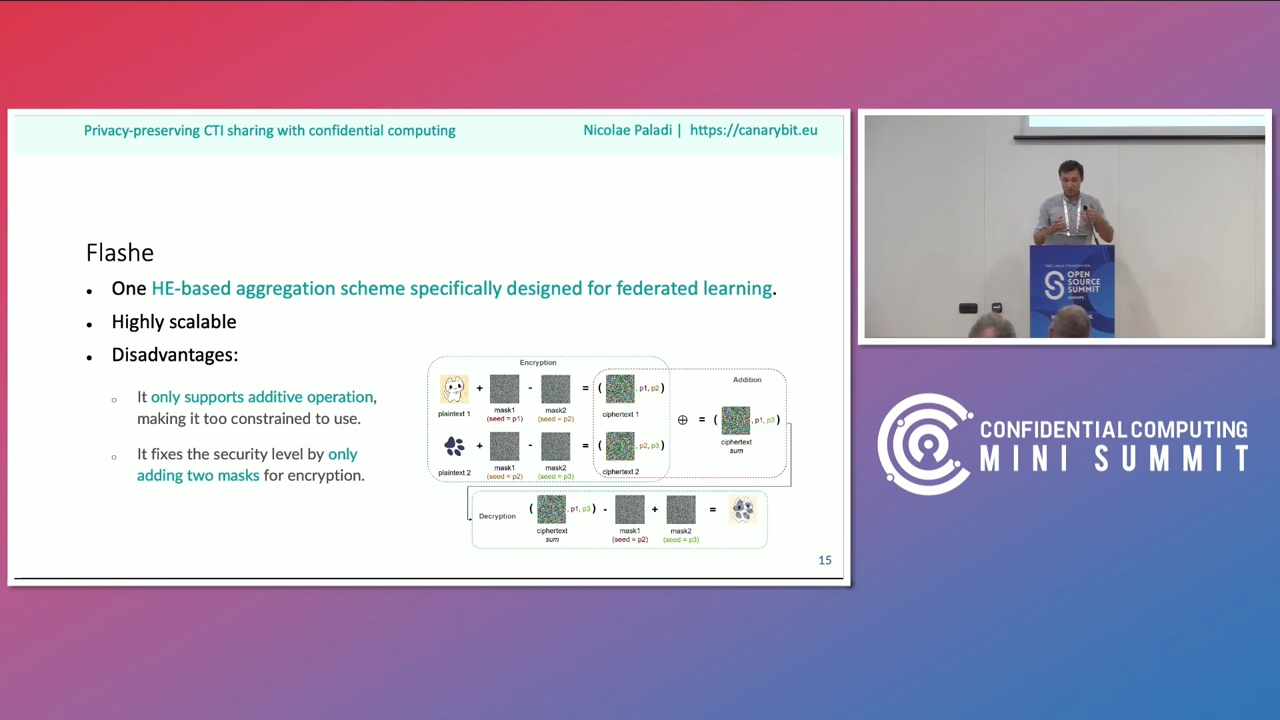 Privacy-preserving CTI sharing with confidential computing
Nicolae Paladi | https://canarybit.eu
Flashe
• One HE-based aggregation scheme specifically designed for federated learning.
• Highly scalable
• Disadvantages:
○ It only supports additive operation,
making it too constrained to use.
○ It fixes the security level by only
adding two masks for encryption.
Encryption
+ - = ( , p1, p2)
plaintext 1
mask1
(seed = p1)
mask2
(seed = p2)
ciphertext 1
+ - = ( , p2, p3)
plaintext 2
mask1
(seed = p2)
mask2
(seed = p3)
ciphertext 2
Addition
⊕ = ( , p1, p3)
ciphertext
sum
Decryption
( , p1, p3) - + =
ciphertext
sum
mask1
(seed = p2)
mask2
(seed = p3)
15
THE LINUX FOUNDATION
OPEN
SOURCE
SUMMIT
EUROPE
CONFIDENTIAL COMPUTING
MINI SUMMIT